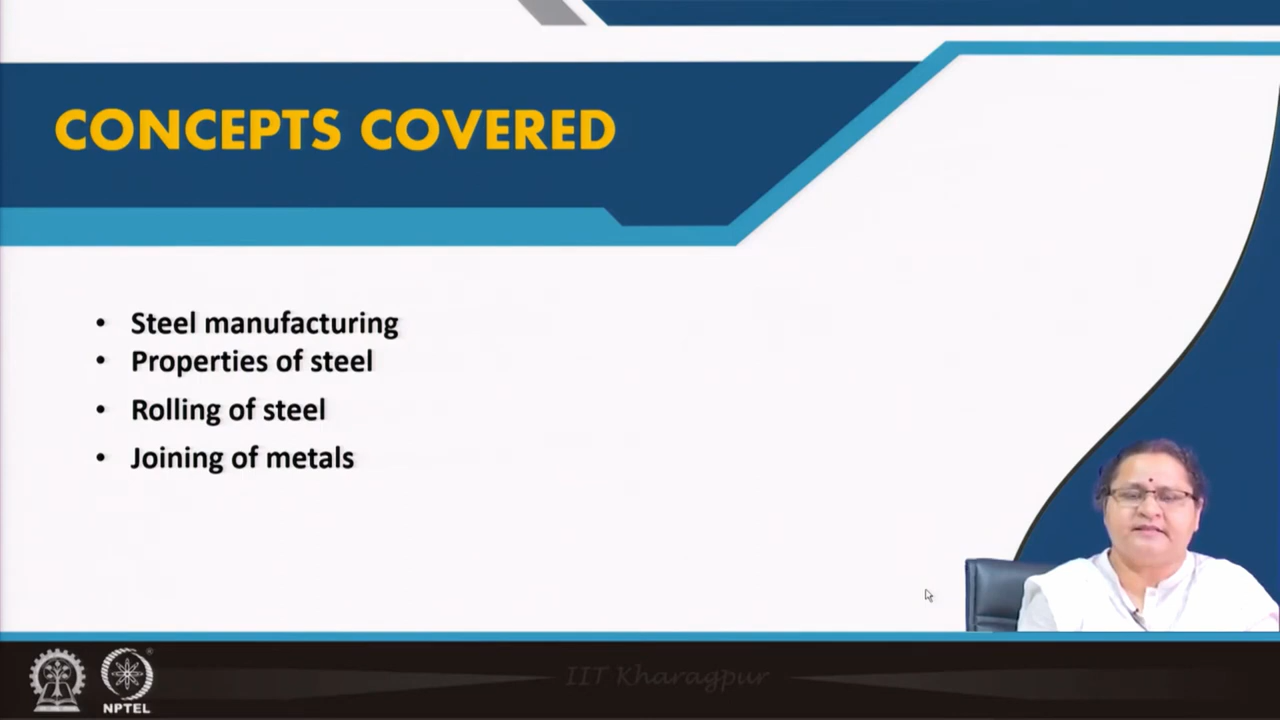 CONCEPTS COVERED
• Steel manufacturing
• Properties of steel
• Rolling of steel
• Joining of metals
IIT Kharagpur
NPTEL